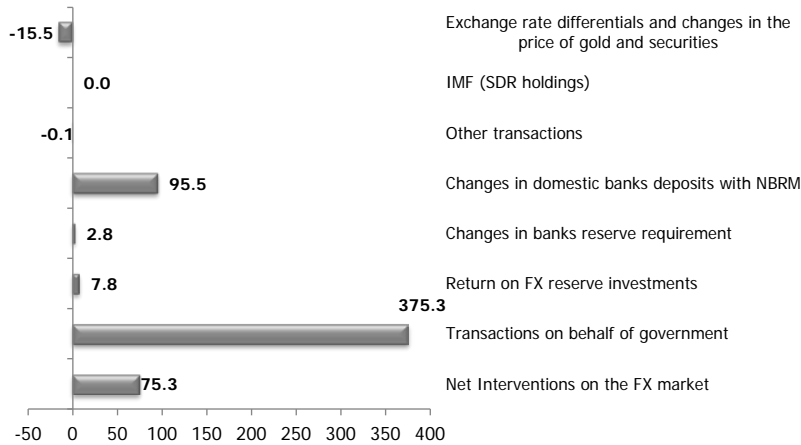 Exchange rate differentials and changes in the
-15.5
price of gold and securities
0.0
IMF (SDR holdings)
-0.1
Other transactions
95.5
Changes in domestic banks deposits with NBRM
2.8
Changes in banks reserve requirement
7.8
Return on FX reserve investments
375.3
Transactions on behalf of government
75.3
Net Interventions on the FX market
-50 0 50 100 150 200 250 300 350 400